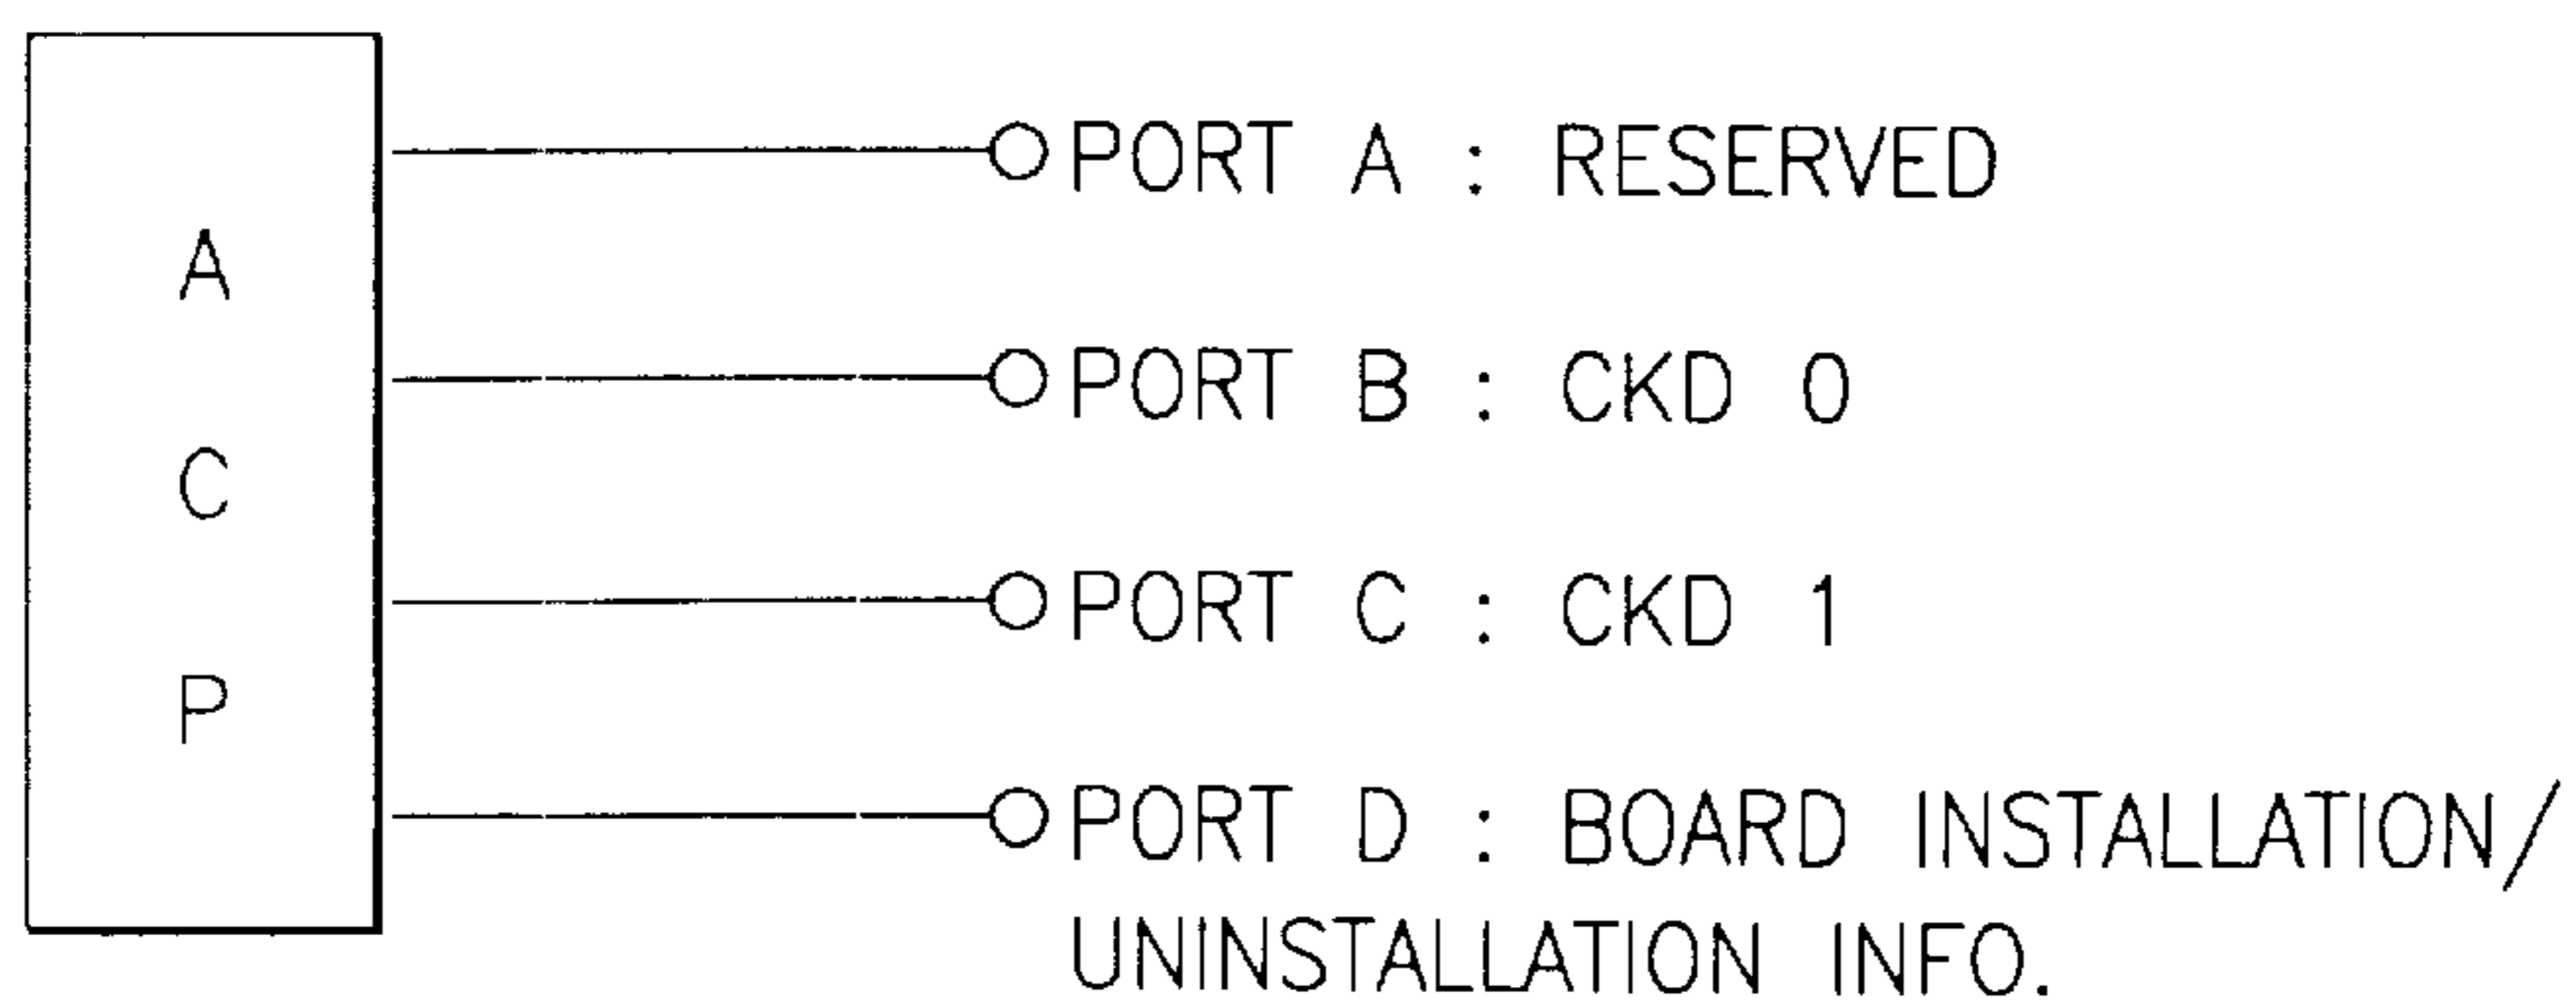 A
C
P
PORT A : RESERVED
PORT B : CKD 0
PORT C : CKD 1
PORT D : BOARD INSTALLATION/
UNINSTALLATION INFO.